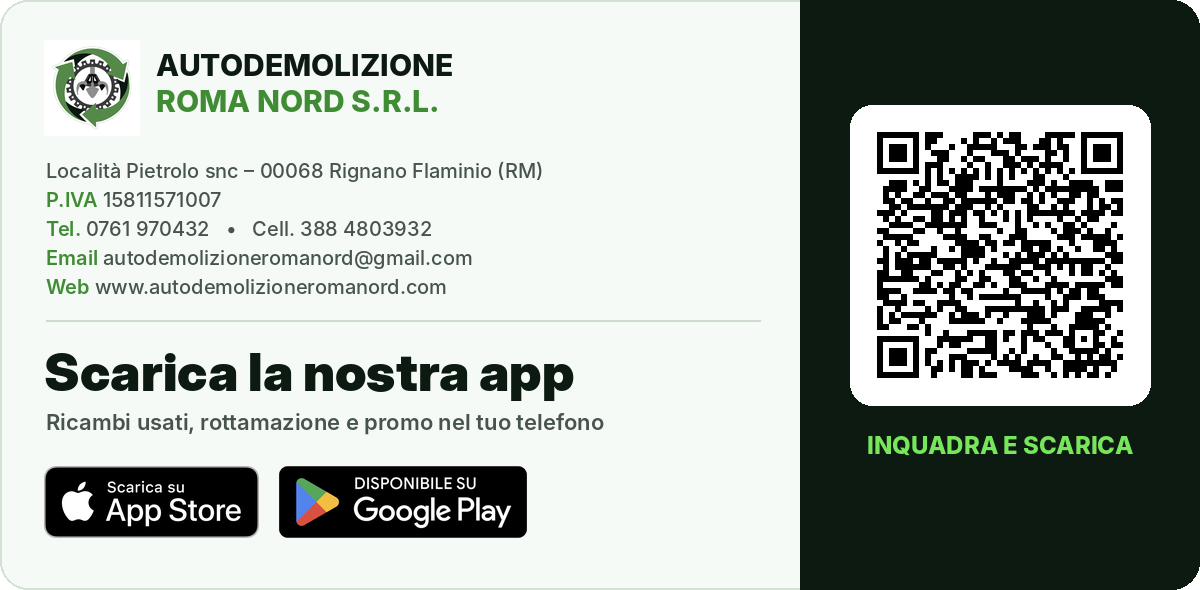 AUTODEMOLIZIONE
ROMA NORD S.R.L.
Località Pietrolo snc – 00068 Rignano Flaminio (RM)
P.IVA 15811571007
Tel. 0761 970432 • Cell. 388 4803932
Email autodemolizioneromanord@gmail.com
Web www.autodemolizioneromanord.com
Scarica la nostra app
Ricambi usati, rottamazione e promo nel tuo telefono
Scarica su
App Store
DISPONIBILE SU
Google Play
INQUADRA E SCARICA